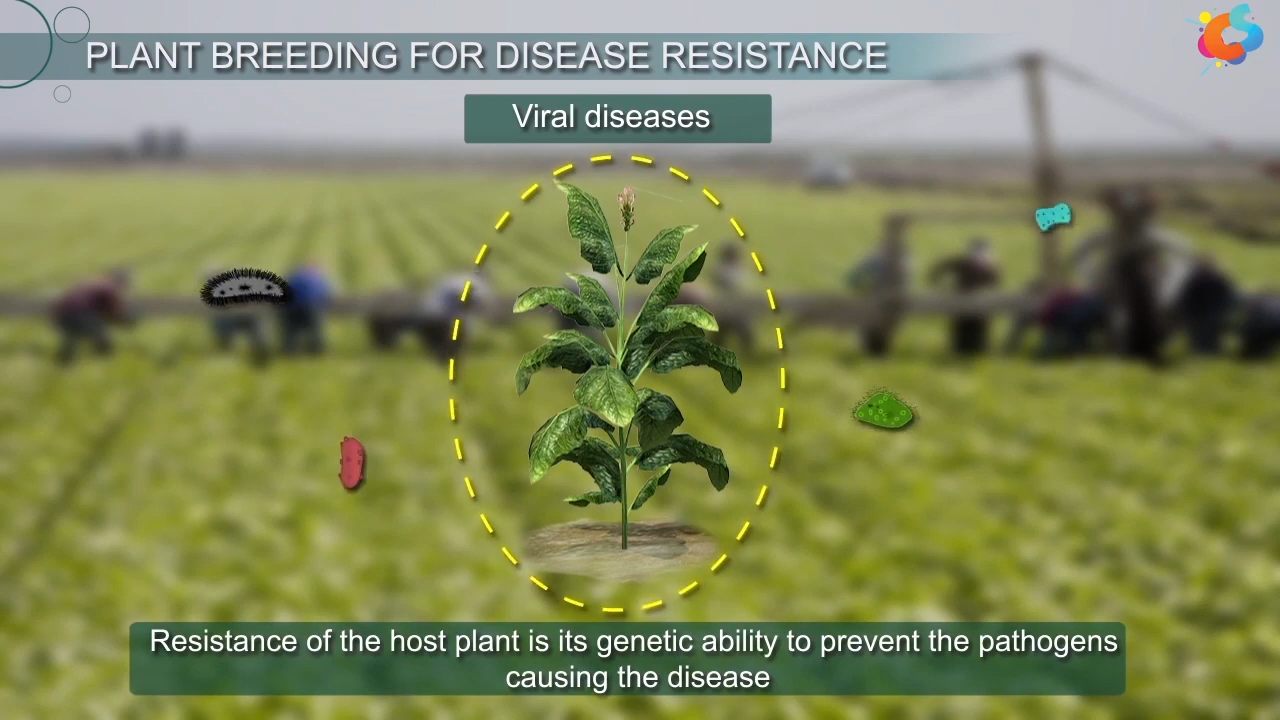 PLANT BREEDING FOR DISEASE RESISTANCE
Viral diseases
Resistance of the host plant is its genetic ability to prevent the pathogens
causing the disease